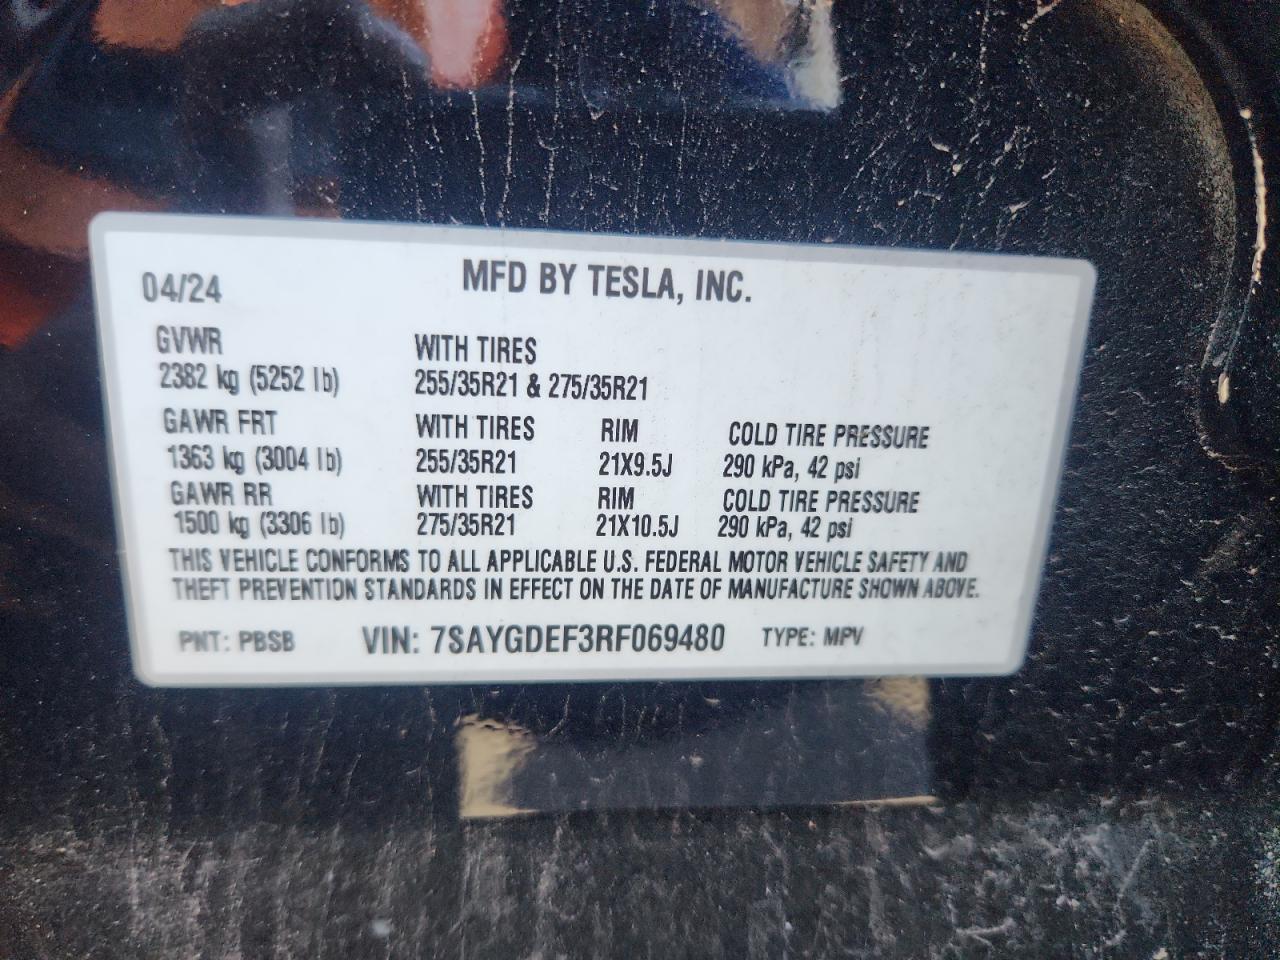 04/24 MFD BY TESLA, INC.
GVWR WITH TIRES
2382 kg (5252 lb) 255/35R21 & 275/35R21
GAWR FRT WITH TIRES RIM COLD TIRE PRESSURE
1363 kg (3004 lb) 255/35R21 21X9.5J 290 kPa, 42 psi
GAWR RR WITH TIRES RIM COLD TIRE PRESSURE
1500 kg (3306 lb) 275/35R21 21X10.5J 290 kPa, 42 psi
THIS VEHICLE CONFORMS TO ALL APPLICABLE U.S. FEDERAL MOTOR VEHICLE SAFETY AND
THEFT PREVENTION STANDARDS IN EFFECT ON THE DATE OF MANUFACTURE SHOWN ABOVE.
PNT: PBSB VIN: 7SAYGDEF3RF069480 TYPE: MPV